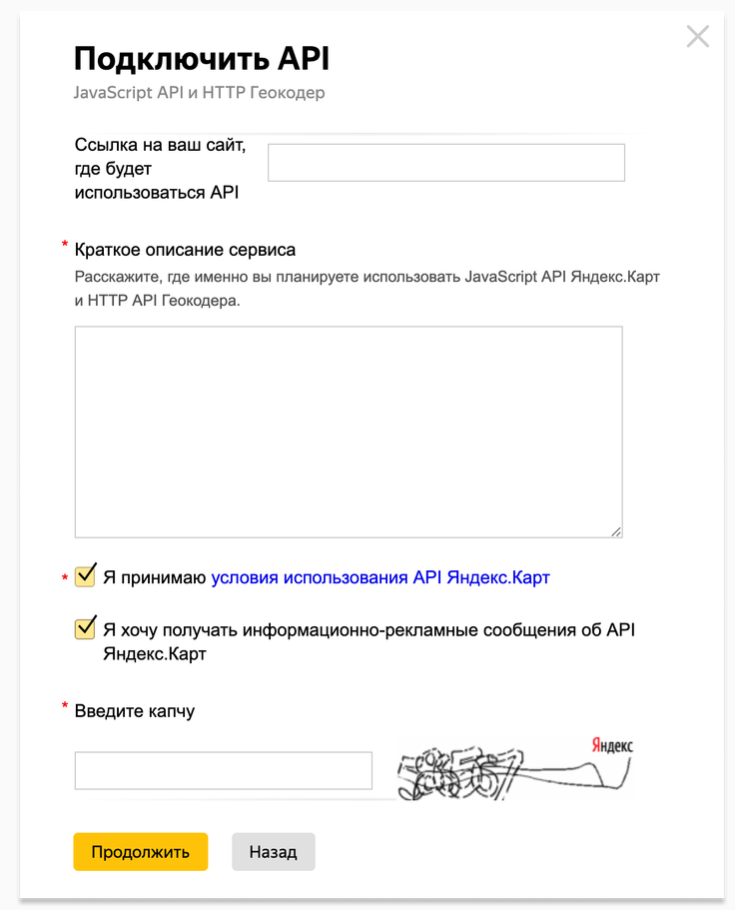 Подключить API
JavaScript API и HTTP Геокодер
Ссылка на ваш сайт,
где будет
использоваться API
* Краткое описание сервиса
Расскажите, где именно вы планируете использовать JavaScript API Яндекс.Карт
и HTTP API Геокодера.
* Я принимаю условия использования API Яндекс.Карт
Я хочу получать информационно-рекламные сообщения об API
Яндекс.Карт
* Введите капчу
Яндекс
Продолжить Назад